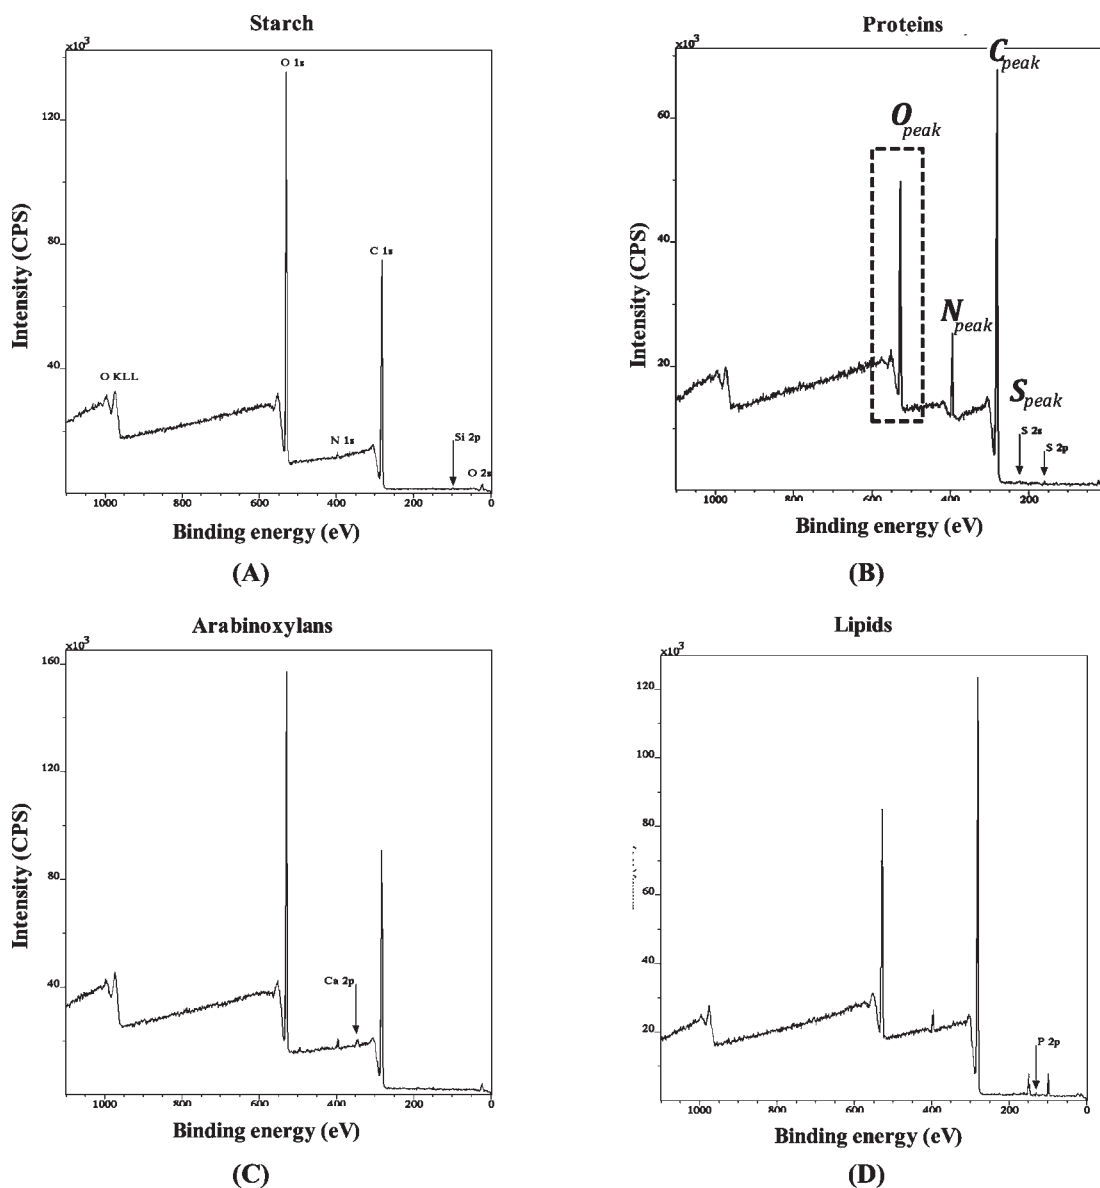 Starch
x10³
O 1s
120
80
C 1s
40
O KLL
N 1s
Si 2p
O 2s
1000
800
600
400
200
0
Intensity (CPS)
Binding energy (eV)
(A)
Proteins
x10³
C peak
60
O peak
40
N peak
20
S peak
S 2s
S 2p
1000
800
600
400
200
0
Intensity (CPS)
Binding energy (eV)
(B)
Arabinoxylans
x10³
160
120
80
40
Ca 2p
1000
800
600
400
200
0
Intensity (CPS)
Binding energy (eV)
(C)
Lipids
x10³
120
100
80
60
40
20
P 2p
1000
800
600
400
200
0
Binding energy (eV)
(D)